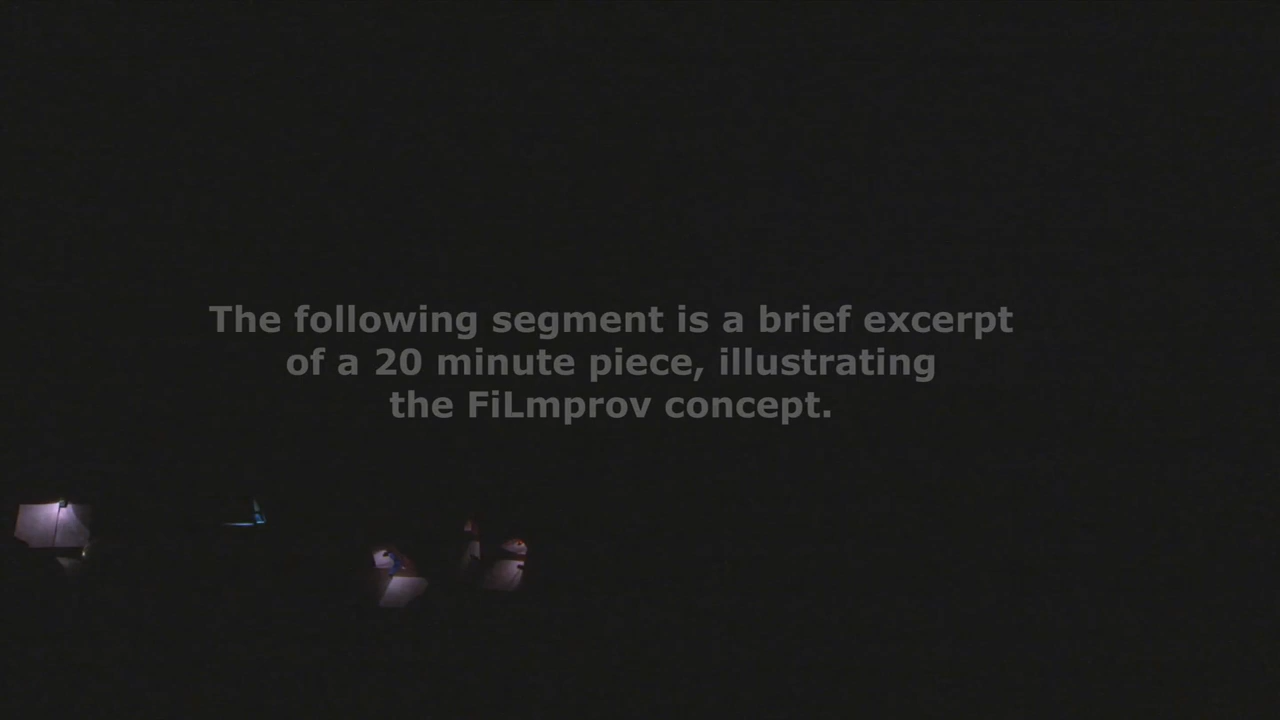 The following segment is a brief excerpt
of a 20 minute piece, illustrating
the FiLmprov concept.